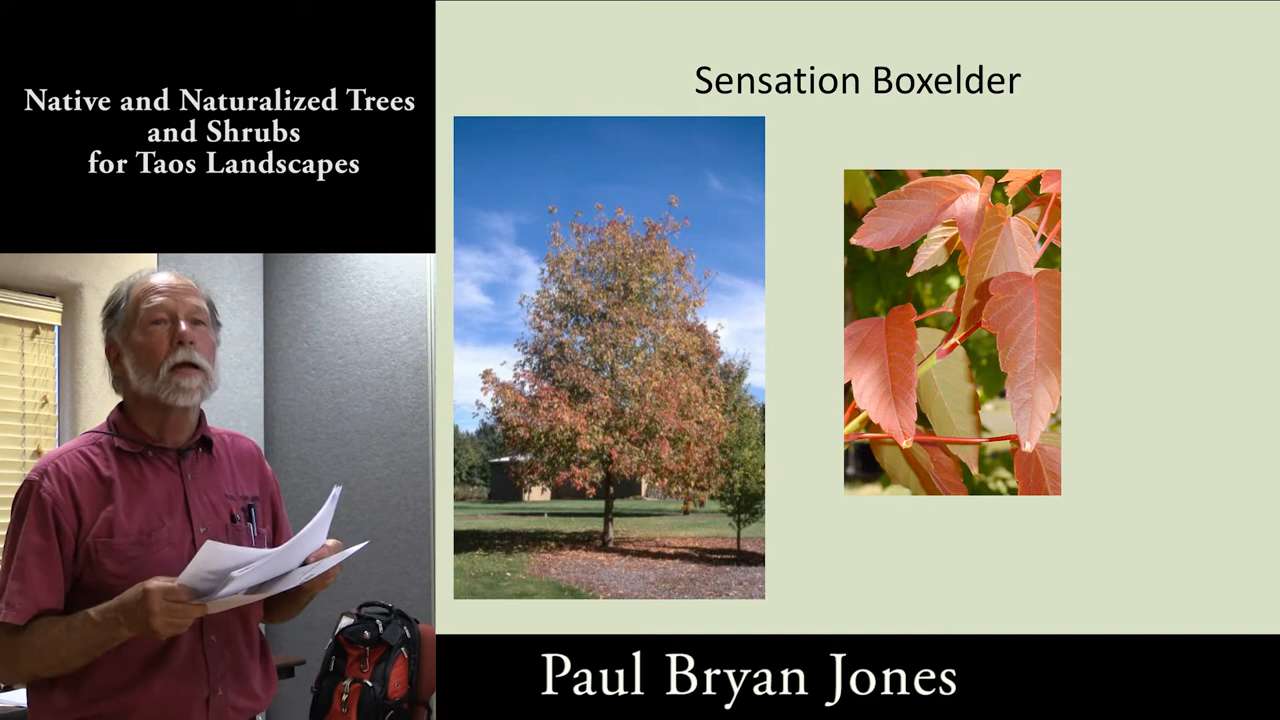 Native and Naturalized Trees
and Shrubs
for Taos Landscapes
Sensation Boxelder
Paul Bryan Jones